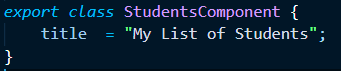 export class StudentsComponent {
    title  = "My List of Students";
}